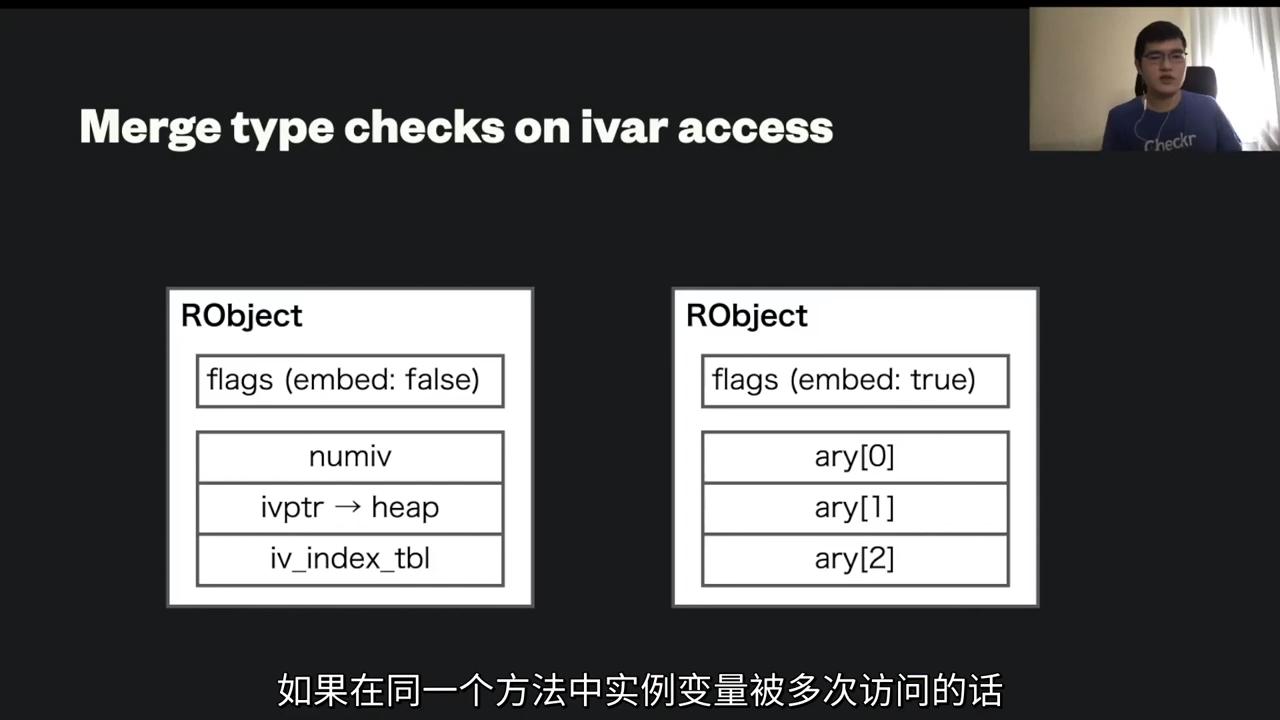 Merge type checks on ivar access
Checkr
RObject
flags (embed: false)
numiv
ivptr → heap
iv_index_tbl
RObject
flags (embed: true)
ary[0]
ary[1]
ary[2]
如果在同一个方法中实例变量被多次访问的话